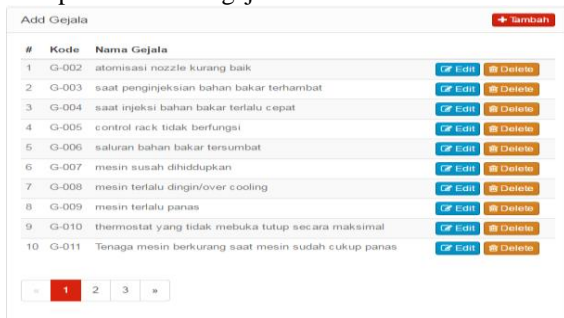 Add Gejala + Tambah
# Kode Nama Gejala
1 G-002 atomisasi nozzle kurang baik Edit Delete
2 G-003 saat penginjeksian bahan bakar terhambat Edit Delete
3 G-004 saat injeksi bahan bakar terlalu cepat Edit Delete
4 G-005 control rack tidak berfungsi Edit Delete
5 G-006 saluran bahan bakar tersumbat Edit Delete
6 G-007 mesin susah dihiddupkan Edit Delete
7 G-008 mesin terlalu dingin/over cooling Edit Delete
8 G-009 mesin terlalu panas Edit Delete
9 G-010 thermostat yang tidak mebuka tutup secara maksimal Edit Delete
10 G-011 Tenaga mesin berkurang saat mesin sudah cukup panas Edit Delete
« 1 2 3 »